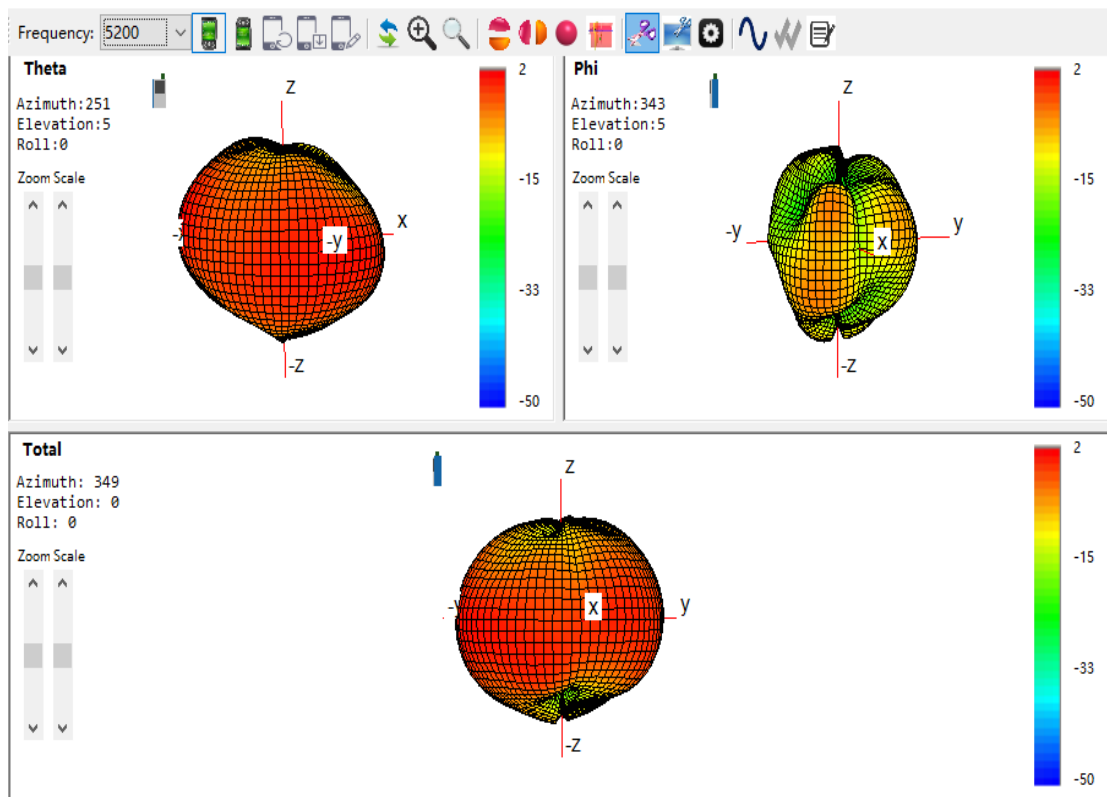 Frequency: 5200
Theta
Azimuth:251
Elevation:5
Roll:0
Zoom Scale
z
x
-y
-z
2
-15
-33
-50
Phi
Azimuth:343
Elevation:5
Roll:0
Zoom Scale
z
-y
y
x
-z
2
-15
-33
-50
Total
Azimuth: 349
Elevation: 0
Roll: 0
Zoom Scale
z
-y
x
y
-z
2
-15
-33
-50